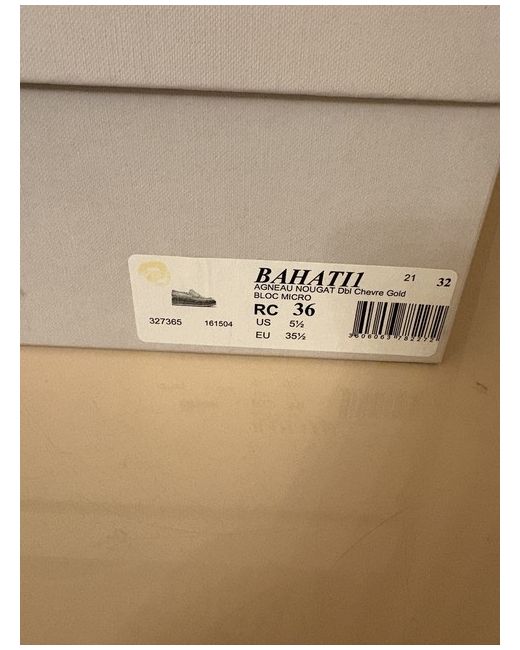 BAHATI1 21 32
AGNEAU NOUGAT Dbl Chevre Gold
BLOC MICRO
RC 36
327365 161504 US 5½
EU 35½